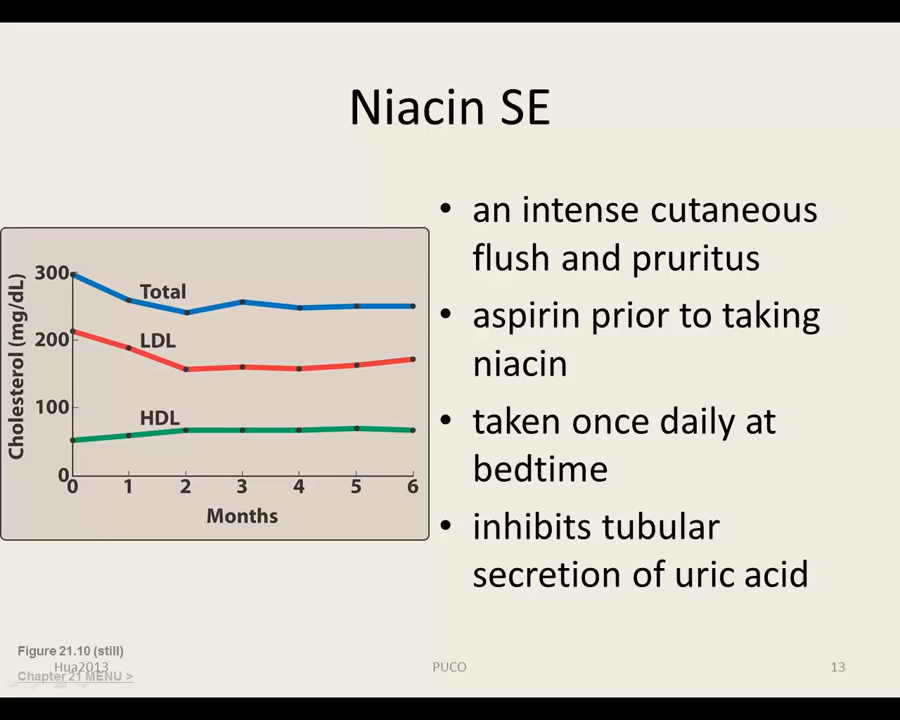 Niacin SE
• an intense cutaneous
flush and pruritus
• aspirin prior to taking
niacin
• taken once daily at
bedtime
• inhibits tubular
secretion of uric acid
Cholesterol (mg/dL)
300
200
100
0
Total
LDL
HDL
0 1 2 3 4 5 6
Months
Figure 21.10 (still)
Hua2013
Chapter 21 MENU >
PUCO
13